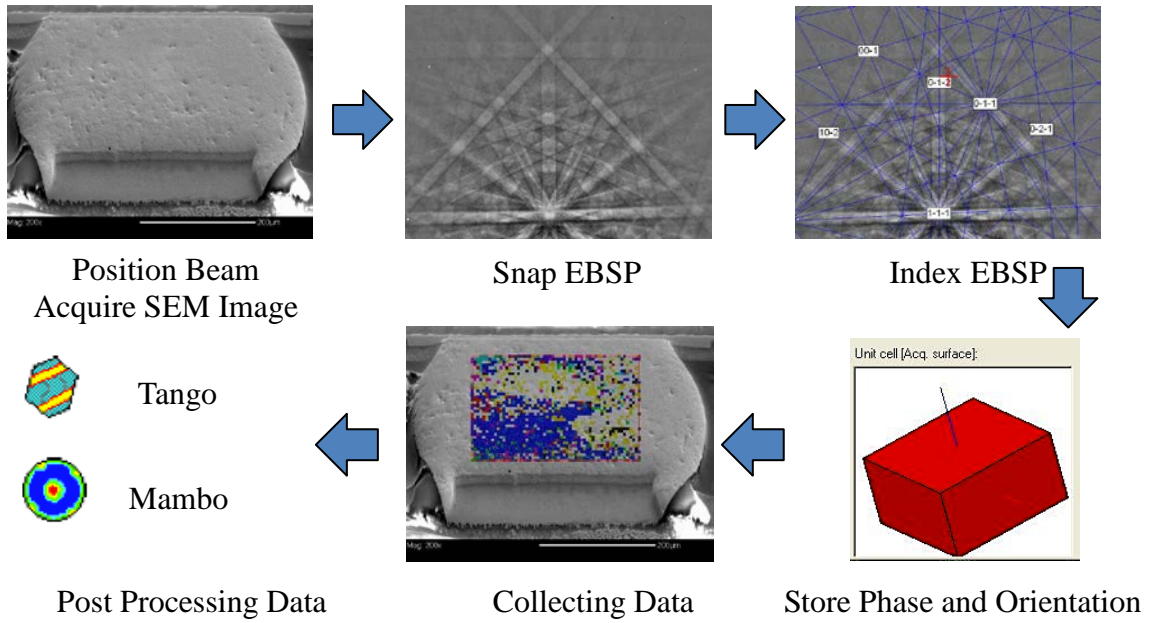 Mag: 200x
200µm
00-1
0-1-2
0-1-1
10-2
0-2-1
1-1-1
Position Beam
Acquire SEM Image
Snap EBSP
Index EBSP
Tango
Mambo
Mag: 200x
200µm
Unit cell [Acq. surface]:
Post Processing Data
Collecting Data
Store Phase and Orientation